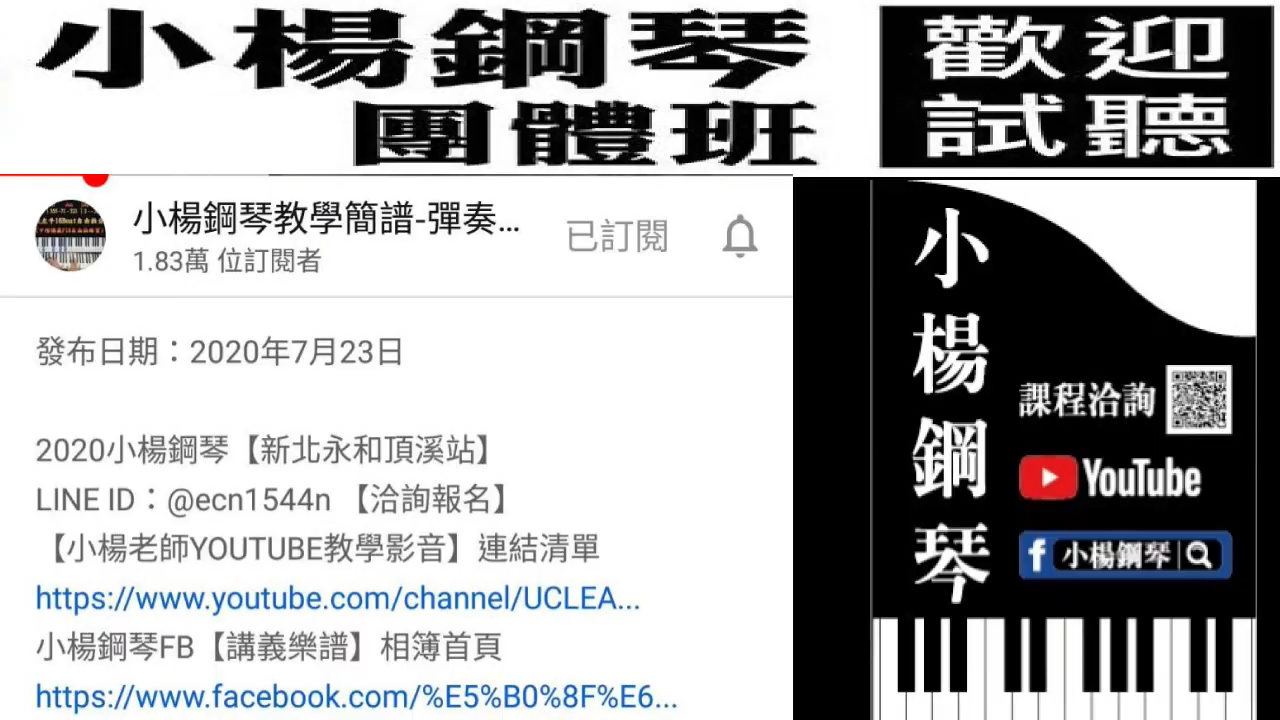 小楊鋼琴
團體班
歡迎
試聽
小楊鋼琴教學簡譜-彈奏...
1.83萬 位訂閱者
已訂閱
發布日期：2020年7月23日
2020小楊鋼琴【新北永和頂溪站】
LINE ID：@ecn1544n 【洽詢報名】
【小楊老師YOUTUBE教學影音】連結清單
https://www.youtube.com/channel/UCLEA...
小楊鋼琴FB【講義樂譜】相簿首頁
https://www.facebook.com/%E5%B0%8F%E6...
小楊鋼琴
課程洽詢
YouTube
f 小楊鋼琴